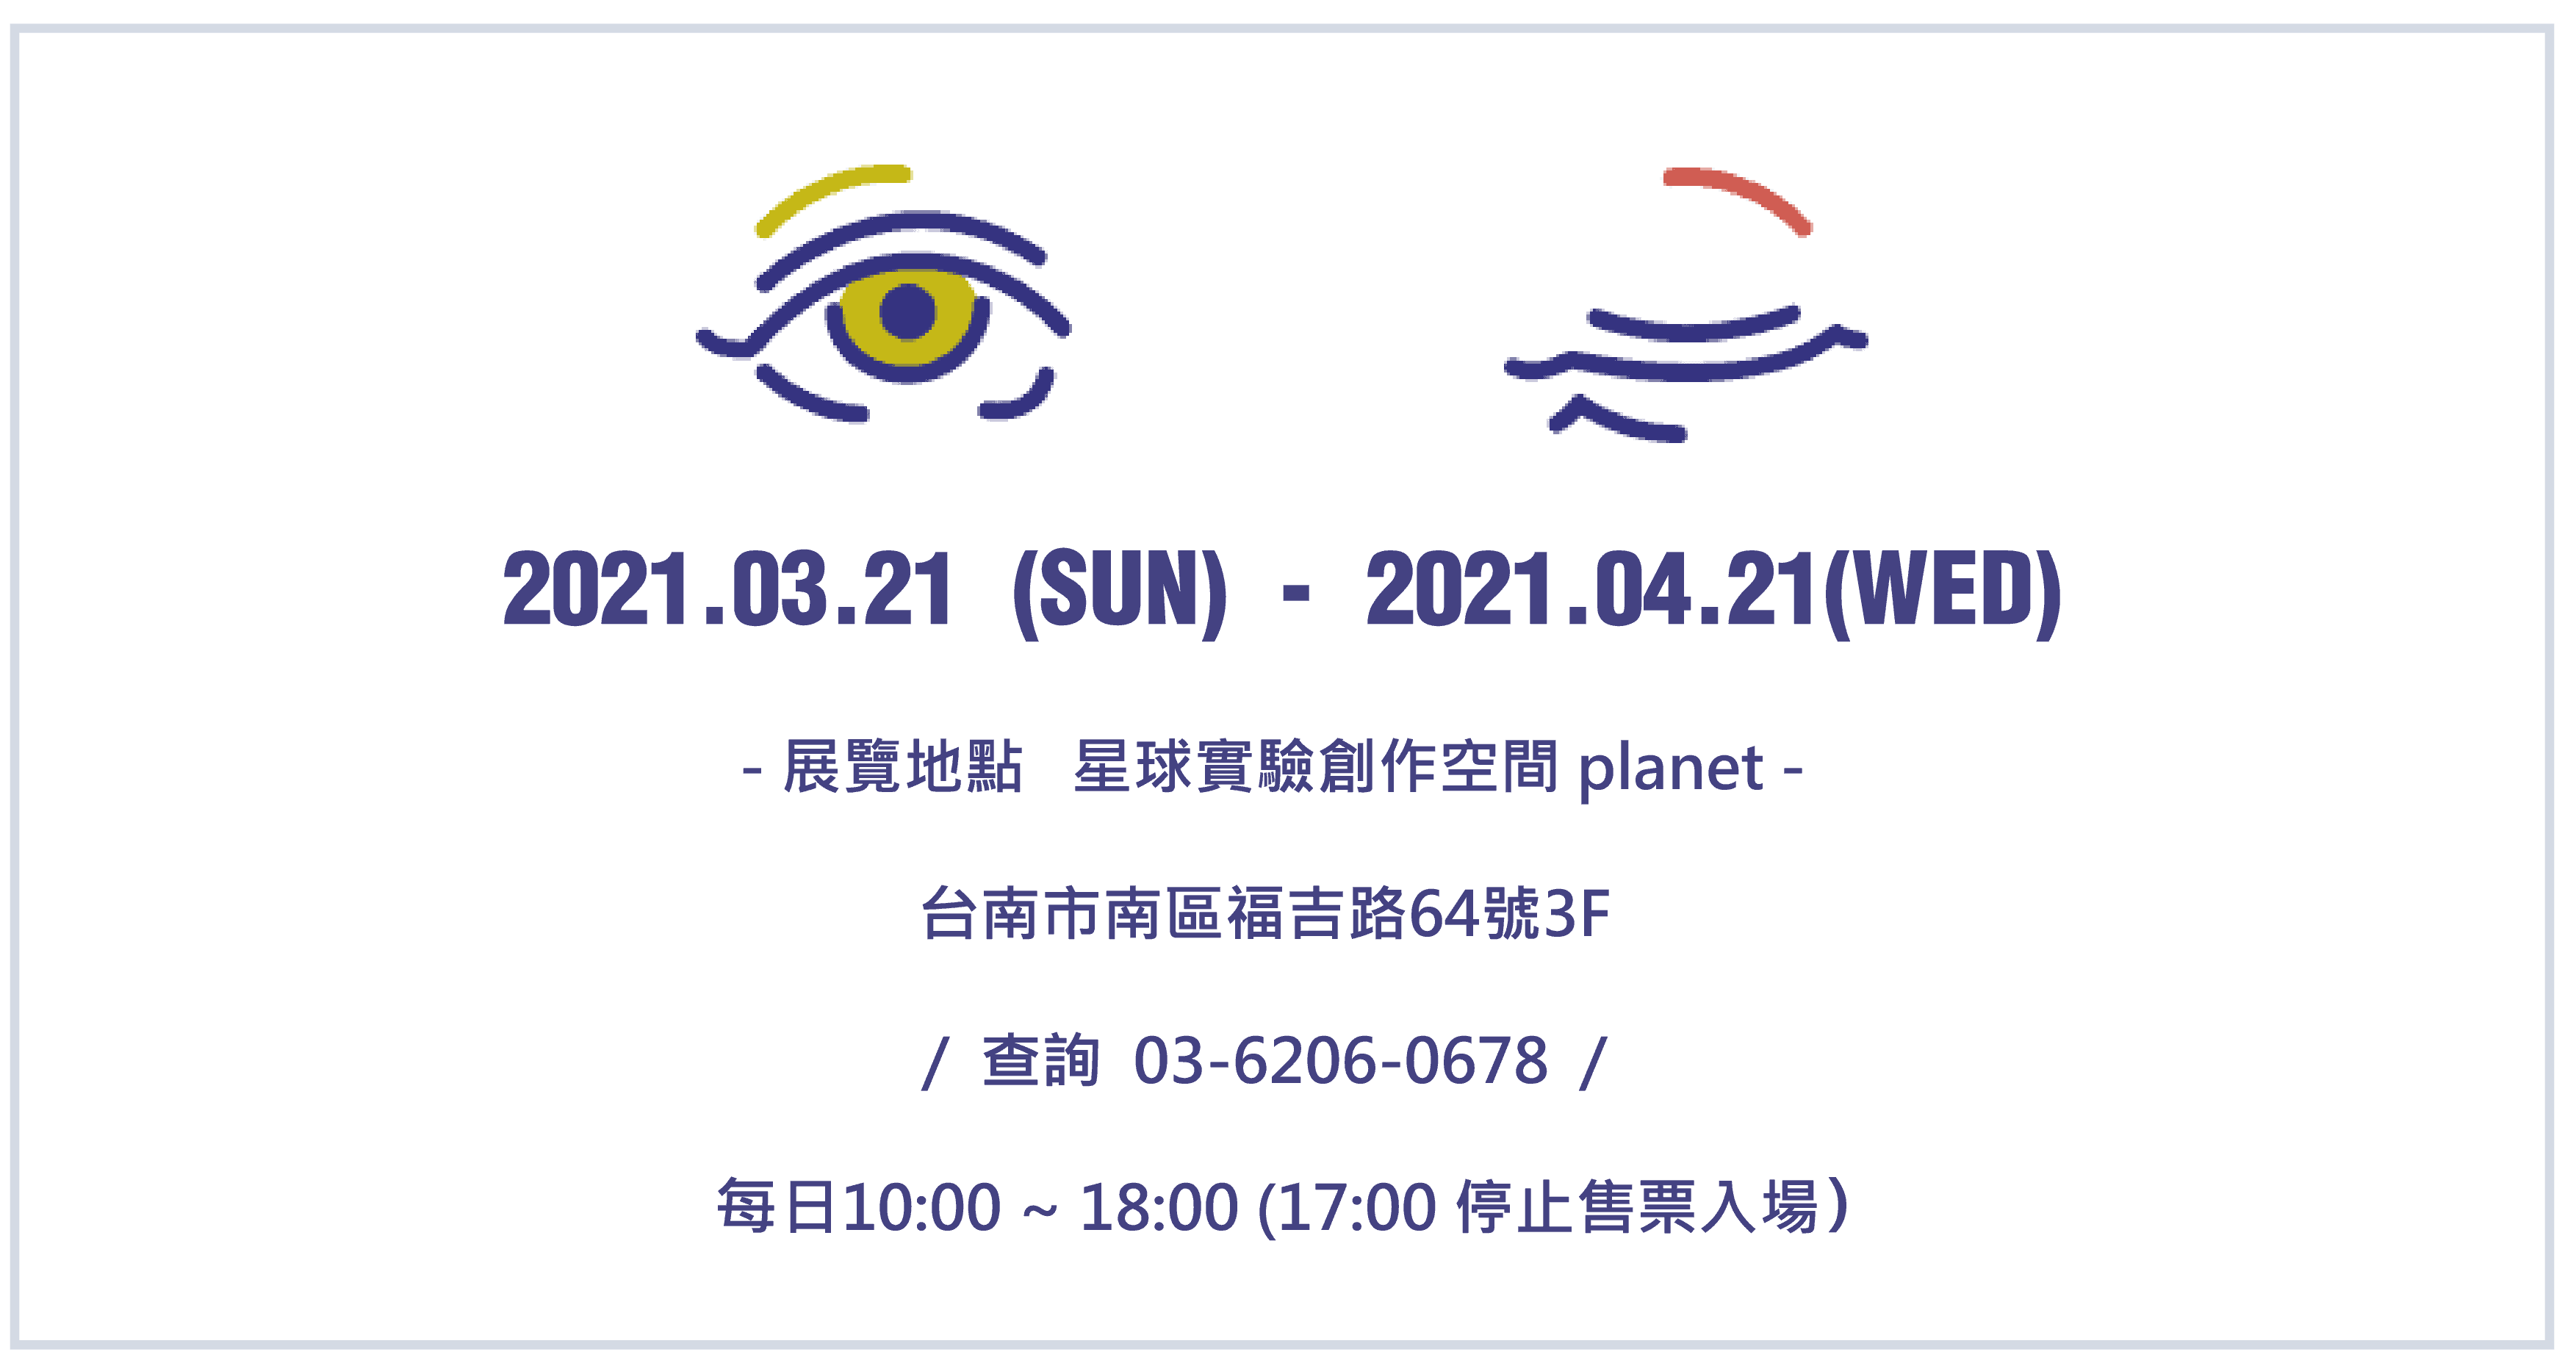 2021.03.21 (SUN) - 2021.04.21(WED)
- 展覽地點 星球實驗創作空間 planet -
台南市南區福吉路64號3F
/ 查詢 03-6206-0678 /
每日10:00 ~ 18:00 (17:00 停止售票入場）